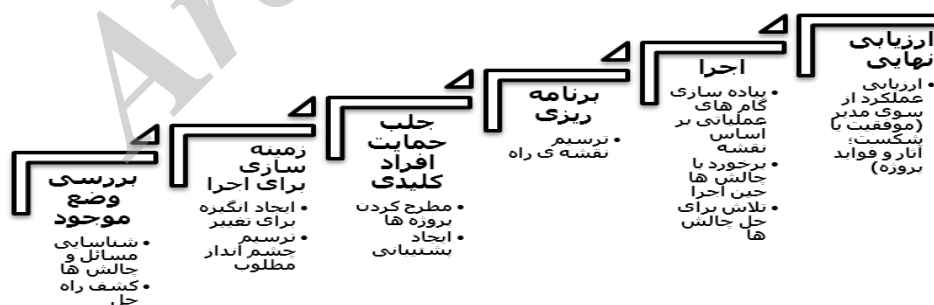 بررسی
وضع
موجود
• شناسایی
مسائل و
چالش ها
• کشف راه
حل
زمینه
سازی
برای اجرا
• ایجاد انگیزه
برای تغییر
• ترسیم
چشم انداز
مطلوب
جلب
حمایت
افراد
کلیدی
• مطرح کردن
پروژه ها
• ایجاد
پشتیبانی
برنامه
ریزی
• ترسیم
نقشه ی راه
اجرا
• پیاده سازی
گام های
عملیاتی بر
اساس
نقشه
• برخورد با
چالش ها
حین اجرا
• تلاش برای
حل چالش
ها
ارزیابی
نهایی
• ارزیابی
عملکرد از
سوی مدیر
(موفقیت یا
شکست؛
آثار و فواید
پروژه)